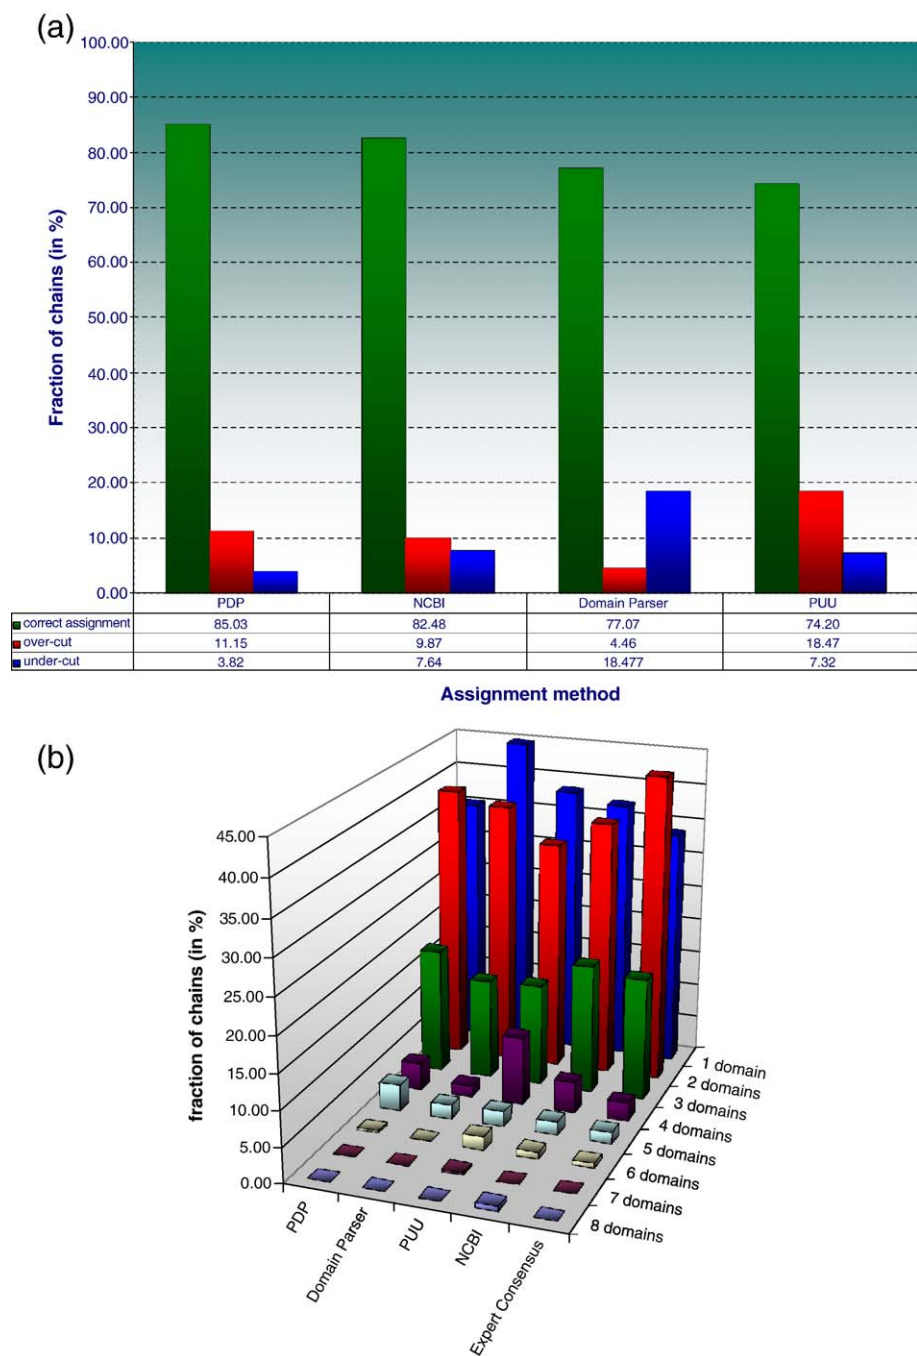 (a)
100.00
90.00
80.00
70.00
60.00
50.00
40.00
30.00
20.00
10.00
0.00
Fraction of chains (in %)
PDP NCBI Domain Parser PUU
correct assignment 85.03 82.48 77.07 74.20
over-cut 11.15 9.87 4.46 18.47
under-cut 3.82 7.64 18.477 7.32
Assignment method
(b)
45.00
40.00
35.00
30.00
25.00
20.00
15.00
10.00
5.00
0.00
fraction of chains (in %)
PDP
Domain Parser
PUU
NCBI
Expert Consensus
1 domain
2 domains
3 domains
4 domains
5 domains
6 domains
7 domains
8 domains